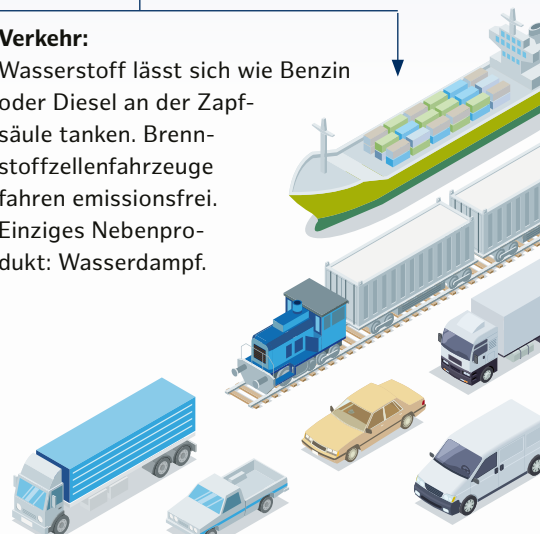 Verkehr:
Wasserstoff lässt sich wie Benzin
oder Diesel an der Zapf-
säule tanken. Brenn-
stoffzellenfahrzeuge
fahren emissionsfrei.
Einziges Nebenpro-
dukt: Wasserdampf.